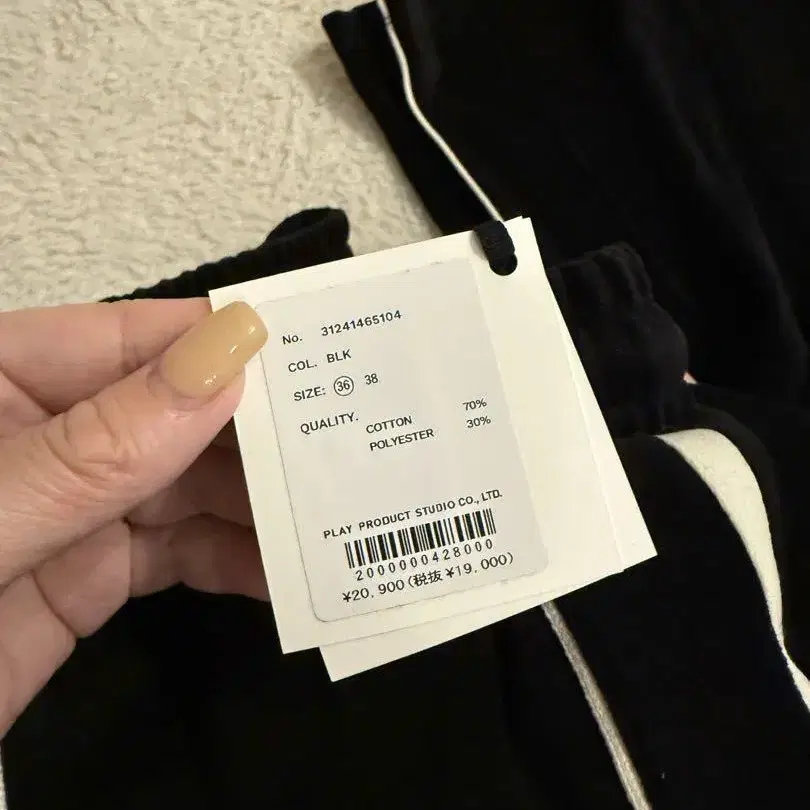 No. 31241465104
COL. BLK
SIZE: 36 38
QUALITY.
COTTON 70%
POLYESTER 30%
PLAY PRODUCT STUDIO CO., LTD.
2000000428000
¥20.900(税抜¥19.000)